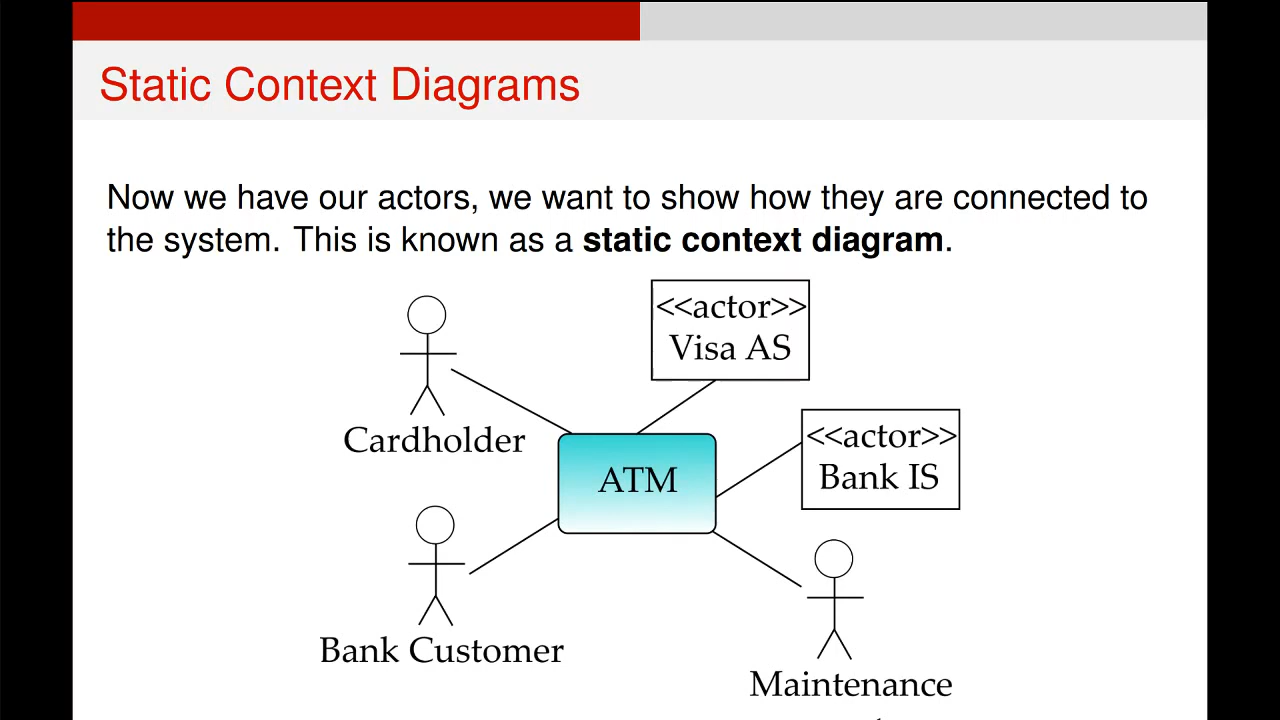 Static Context Diagrams
Now we have our actors, we want to show how they are connected to
the system. This is known as a static context diagram.
<<actor>>
Visa AS
Cardholder
<<actor>>
Bank IS
ATM
Bank Customer
Maintenance